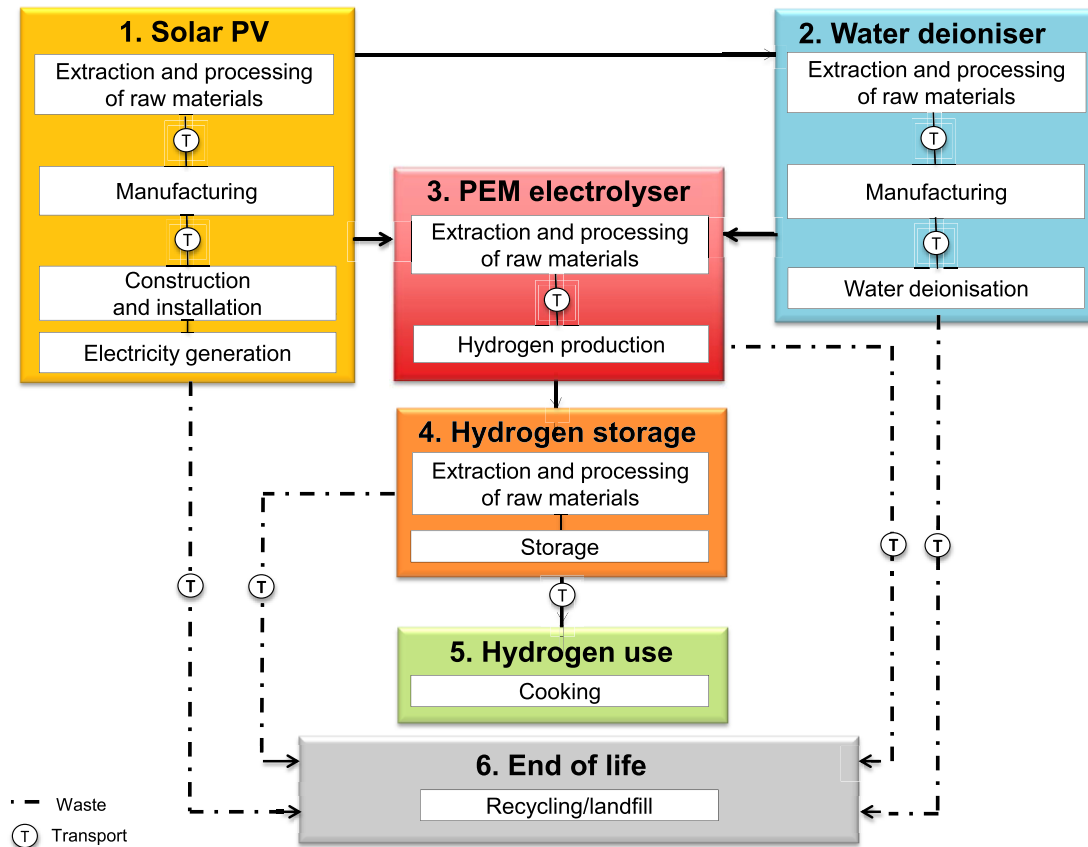 1. Solar PV
Extraction and processing
of raw materials
T
Manufacturing
T
Construction
and installation
Electricity generation
2. Water deioniser
Extraction and processing
of raw materials
T
Manufacturing
T
Water deionisation
3. PEM electrolyser
Extraction and processing
of raw materials
T
Hydrogen production
4. Hydrogen storage
Extraction and processing
of raw materials
Storage
T
T
T
T
T
5. Hydrogen use
Cooking
6. End of life
Recycling/landfill
Waste
T Transport